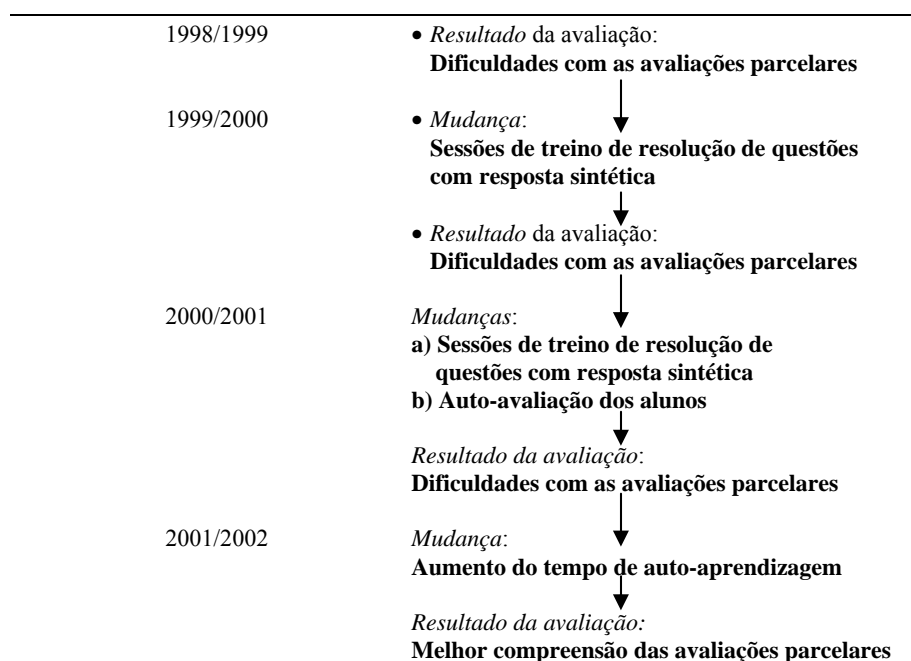 1998/1999 • Resultado da avaliação:
Dificuldades com as avaliações parcelares
1999/2000 • Mudança:
Sessões de treino de resolução de questões
com resposta sintética
• Resultado da avaliação:
Dificuldades com as avaliações parcelares
2000/2001 Mudanças:
a) Sessões de treino de resolução de
questões com resposta sintética
b) Auto-avaliação dos alunos
Resultado da avaliação:
Dificuldades com as avaliações parcelares
2001/2002 Mudança:
Aumento do tempo de auto-aprendizagem
Resultado da avaliação:
Melhor compreensão das avaliações parcelares